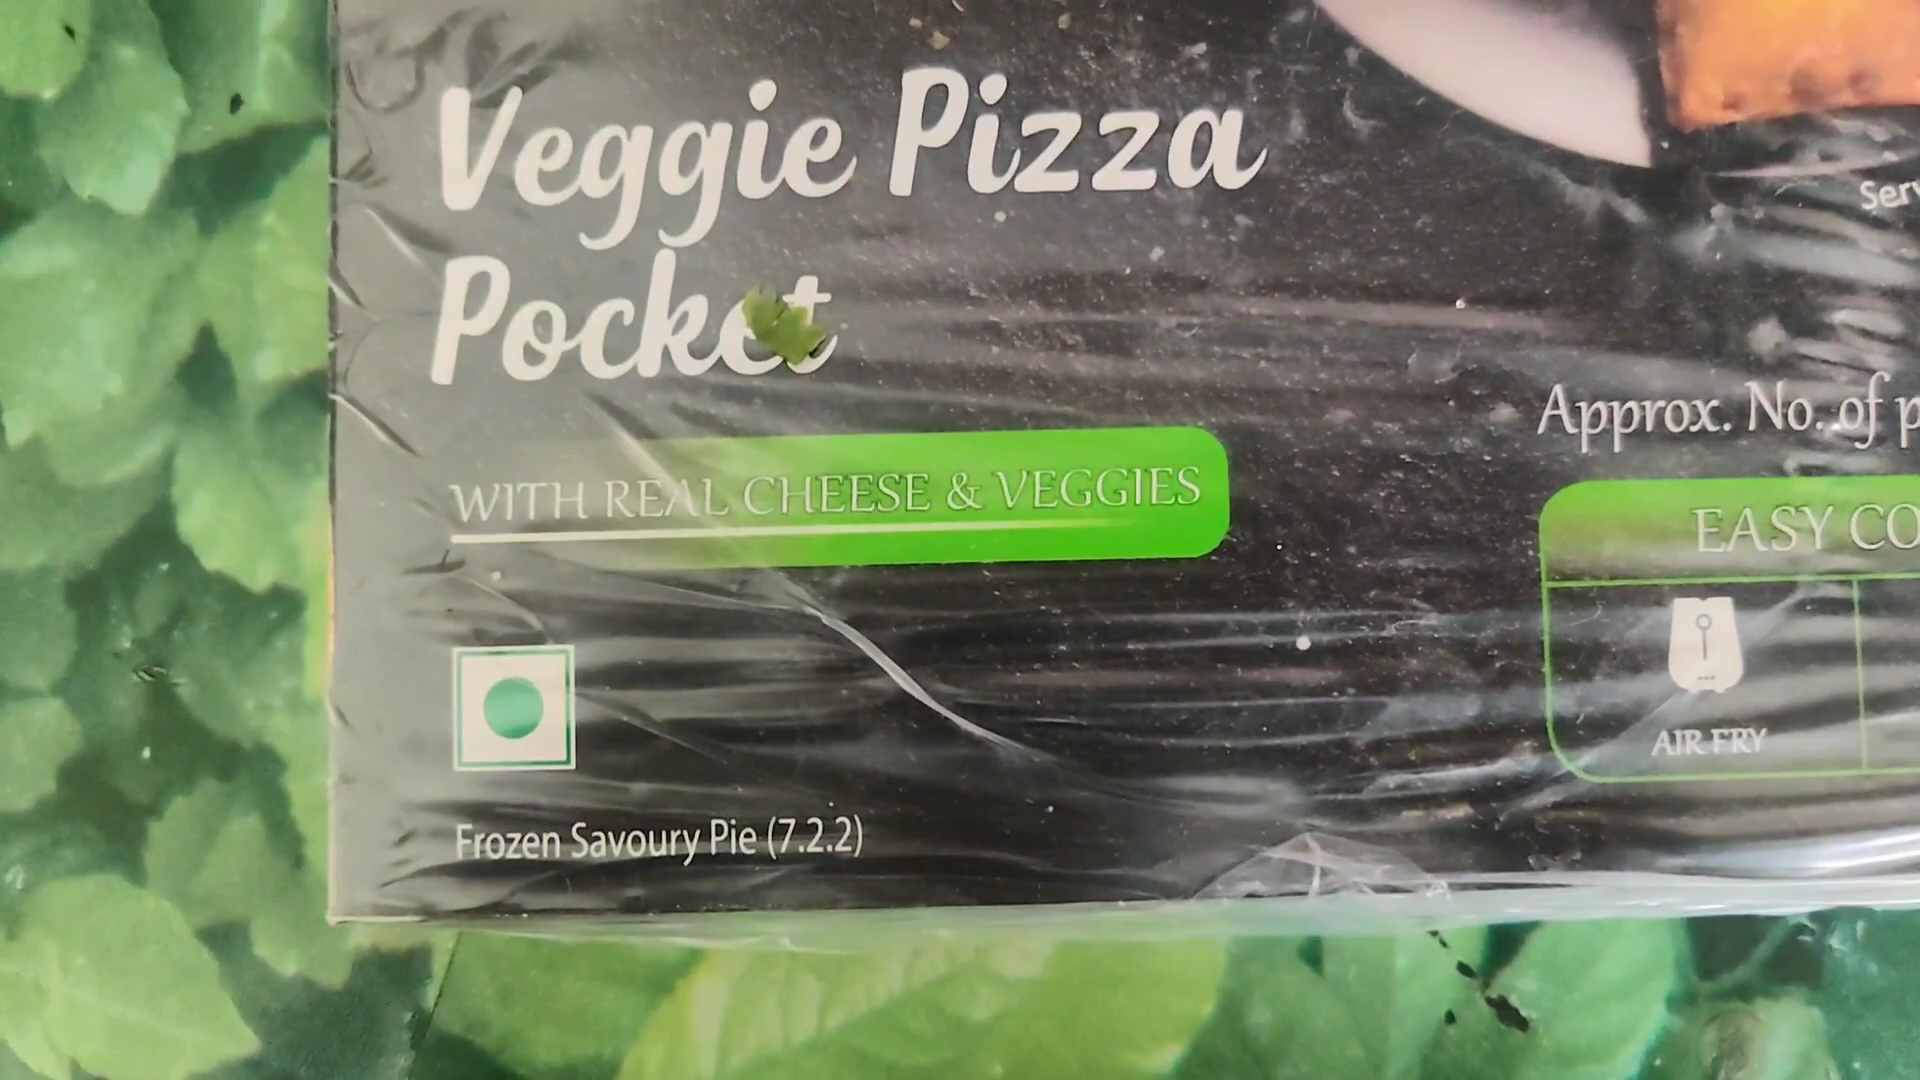 Veggie Pizza
Pocket
WITH REAL CHEESE & VEGGIES
Frozen Savoury Pie (7.2.2)
Approx. No. of
EASY
AIR FRY